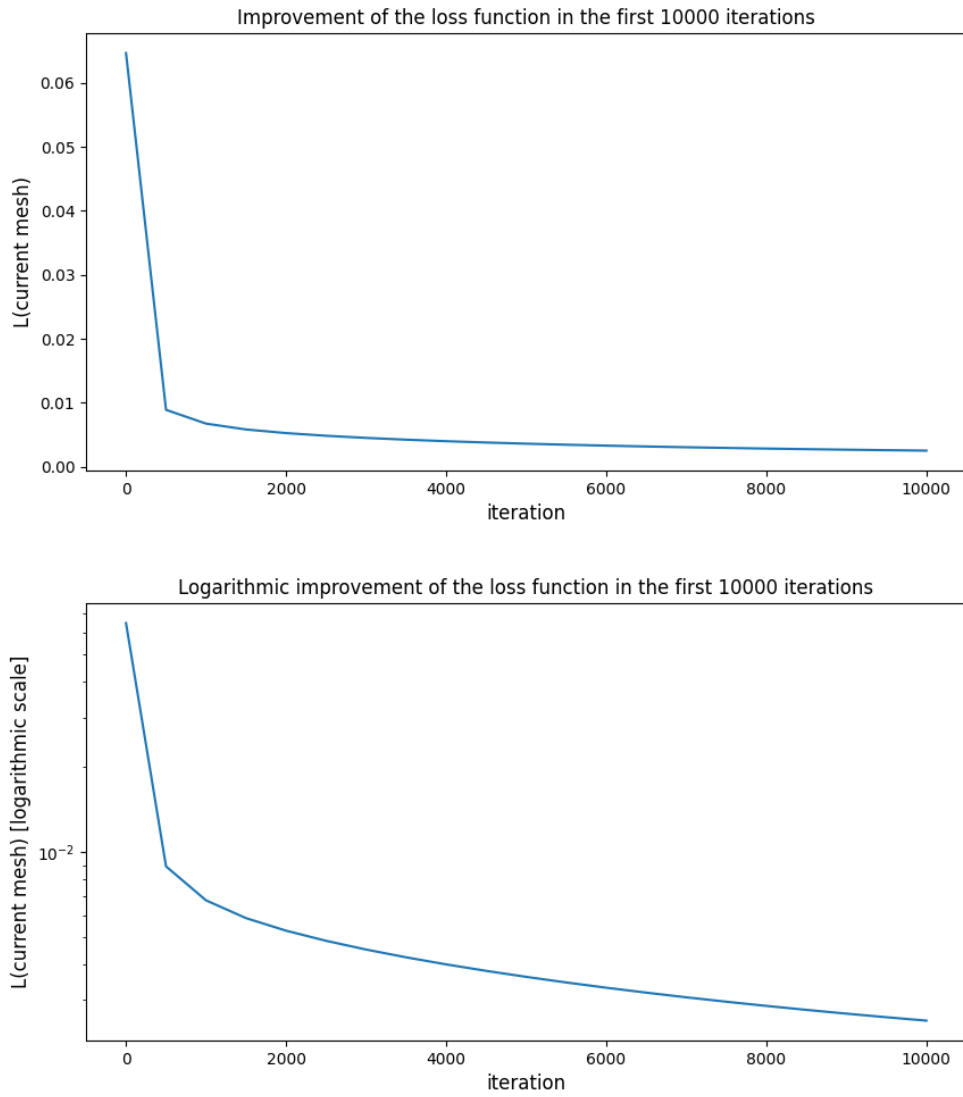 Improvement of the loss function in the first 10000 iterations
L(current mesh)
0.06
0.05
0.04
0.03
0.02
0.01
0.00
0 2000 4000 6000 8000 10000
iteration
Logarithmic improvement of the loss function in the first 10000 iterations
L(current mesh) [logarithmic scale]
10⁻²
0 2000 4000 6000 8000 10000
iteration